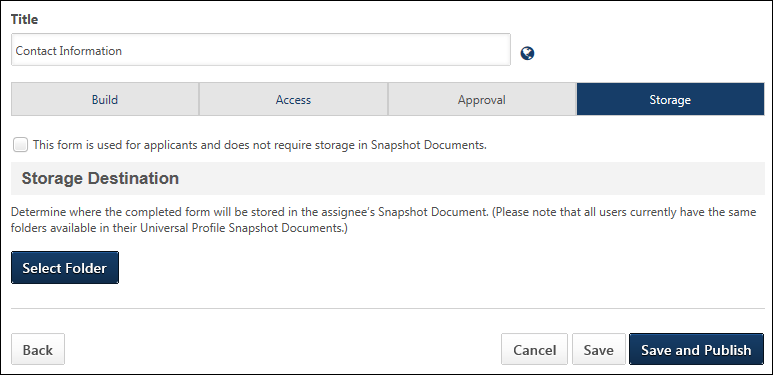 Title
Contact Information
Build Access Approval Storage
This form is used for applicants and does not require storage in Snapshot Documents.
Storage Destination
Determine where the completed form will be stored in the assignee's Snapshot Document. (Please note that all users currently have the same
folders available in their Universal Profile Snapshot Documents.)
Select Folder
Back Cancel Save Save and Publish